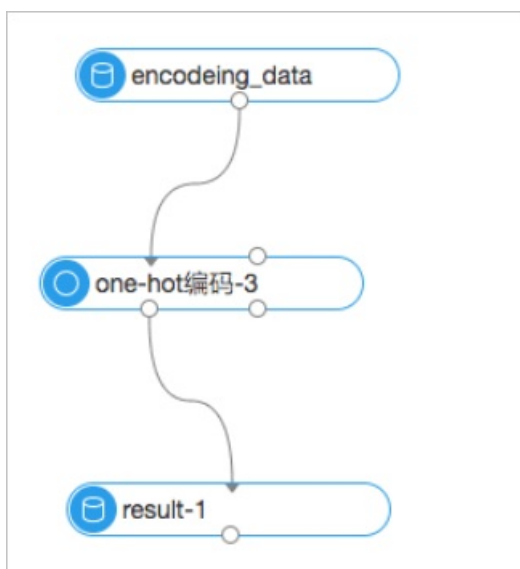 encodeing_data
one-hot编码-3
result-1